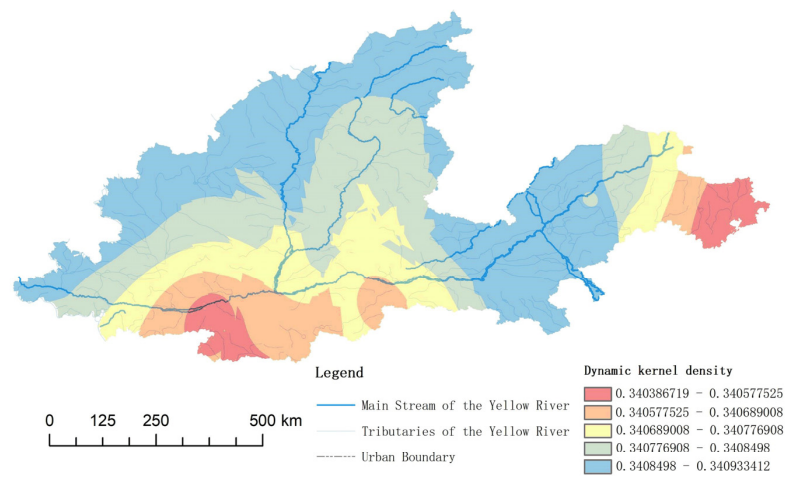 Legend
Main Stream of the Yellow River
Tributaries of the Yellow River
Urban Boundary
0 125 250 500 km
Dynamic kernel density
0.340386719 - 0.340577525
0.340577525 - 0.340689008
0.340689008 - 0.340776908
0.340776908 - 0.3408498
0.3408498 - 0.340933412